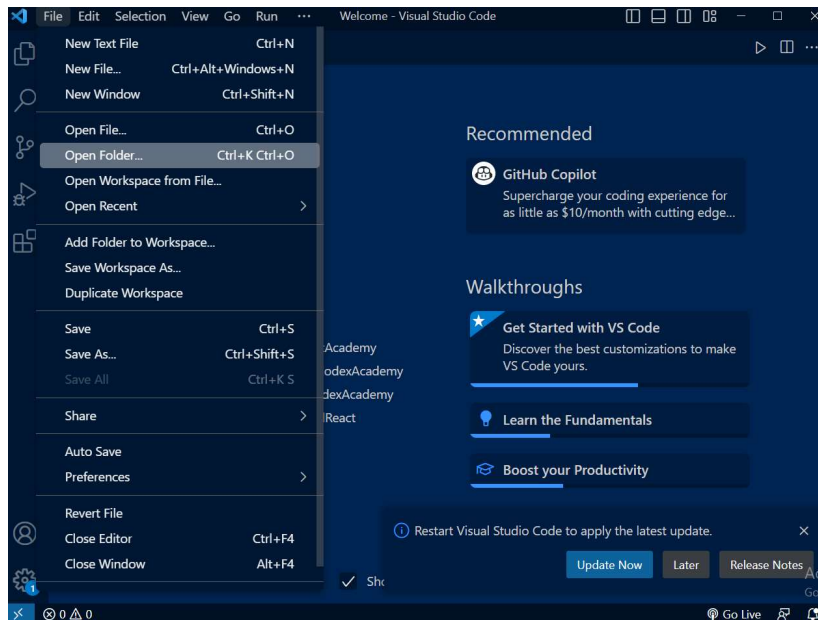 File Edit Selection View Go Run ··· Welcome - Visual Studio Code
New Text File Ctrl+N
New File... Ctrl+Alt+Windows+N
New Window Ctrl+Shift+N
Open File... Ctrl+O
Open Folder... Ctrl+K Ctrl+O
Open Workspace from File...
Open Recent
Add Folder to Workspace...
Save Workspace As...
Duplicate Workspace
Save Ctrl+S
Save As... Ctrl+Shift+S
Save All Ctrl+K S
Share
Auto Save
Preferences
Revert File
Close Editor Ctrl+F4
Close Window Alt+F4
Academy
odexAcademy
dexAcademy
React
Recommended
GitHub Copilot
Supercharge your coding experience for
as little as $10/month with cutting edge...
Walkthroughs
Get Started with VS Code
Discover the best customizations to make
VS Code yours.
Learn the Fundamentals
Boost your Productivity
Restart Visual Studio Code to apply the latest update.
Update Now Later Release Notes
Sho
Go
1
0 0 Go Live